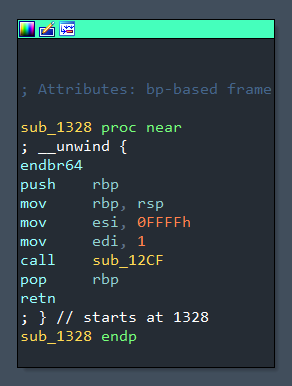 ; Attributes: bp-based frame
sub_1328 proc near
; __unwind {
endbr64
push rbp
mov rbp, rsp
mov esi, 0FFFFh
mov edi, 1
call sub_12CF
pop rbp
retn
; } // starts at 1328
sub_1328 endp